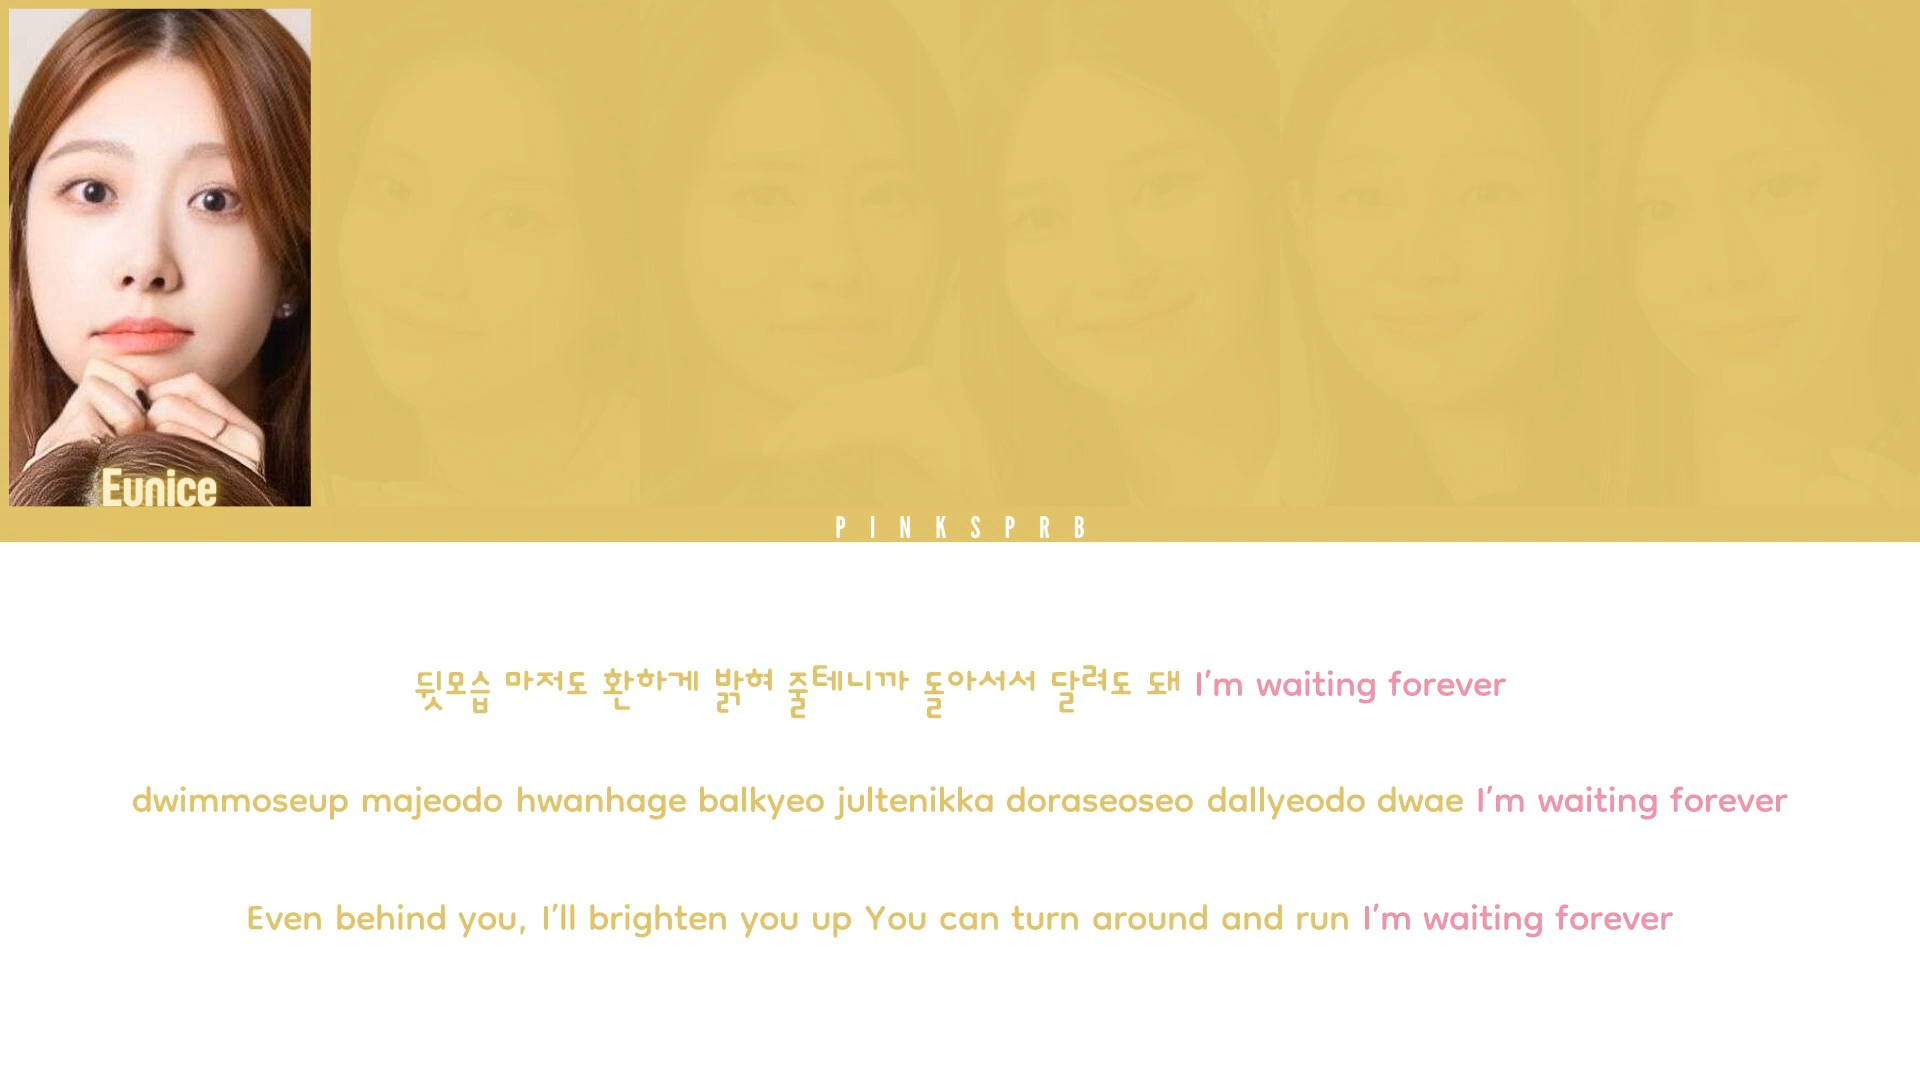 Eunice
PINKSPRB
뒷모습 마저도 환하게 밝혀 줄테니까 돌아서서 달려도 돼 I'm waiting forever
dwimmoseup majeodo hwanhage balkyeo jultenikka doraseoseo dallyeodo dwae I'm waiting forever
Even behind you, I'll brighten you up You can turn around and run I'm waiting forever